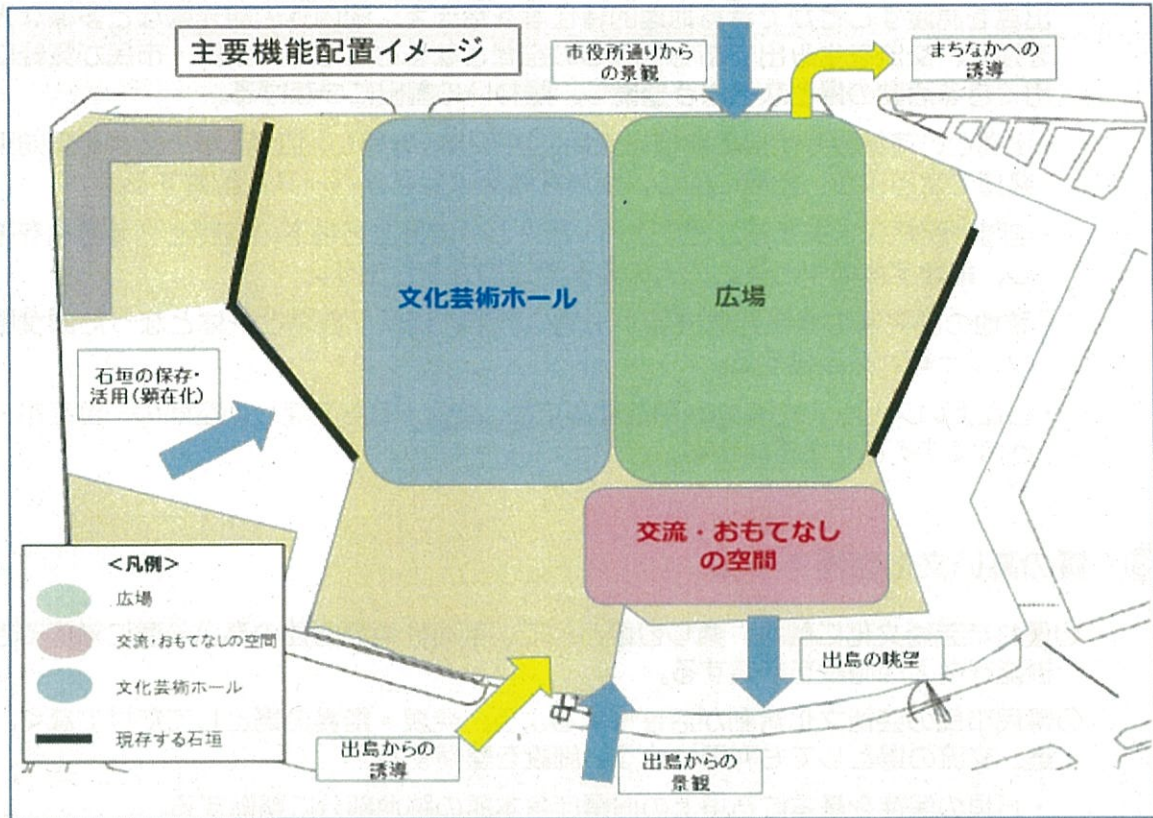 主要機能配置イメージ
市役所通りから
の景観
まちなかへの
誘導
文化芸術ホール
広場
石垣の保存・
活用(顕在化)
交流・おもてなし
の空間
<凡例>
広場
交流・おもてなしの空間
文化芸術ホール
現存する石垣
出島の眺望
出島からの
誘導
出島からの
景観